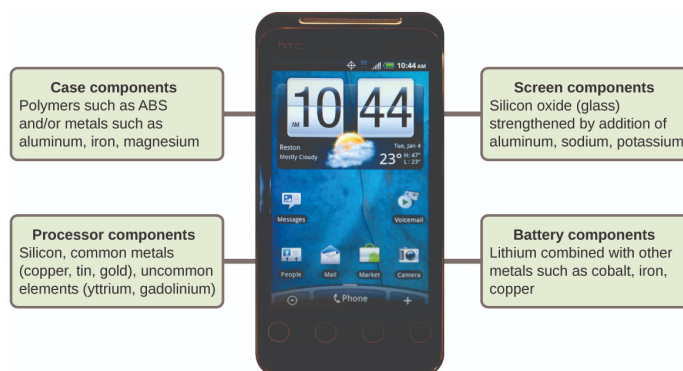 Case components
Polymers such as ABS
and/or metals such as
aluminum, iron, magnesium
Processor components
Silicon, common metals
(copper, tin, gold), uncommon
elements (yttrium, gadolinium)
hTC
10:44 AM
10 44
AM
Reston
Mostly Cloudy
Tue, Jan 4
23° H: 47°
L: 23°
Messages
Voicemail
People
Mail
Market
Camera
Phone
+
Screen components
Silicon oxide (glass)
strengthened by addition of
aluminum, sodium, potassium
Battery components
Lithium combined with other
metals such as cobalt, iron,
copper